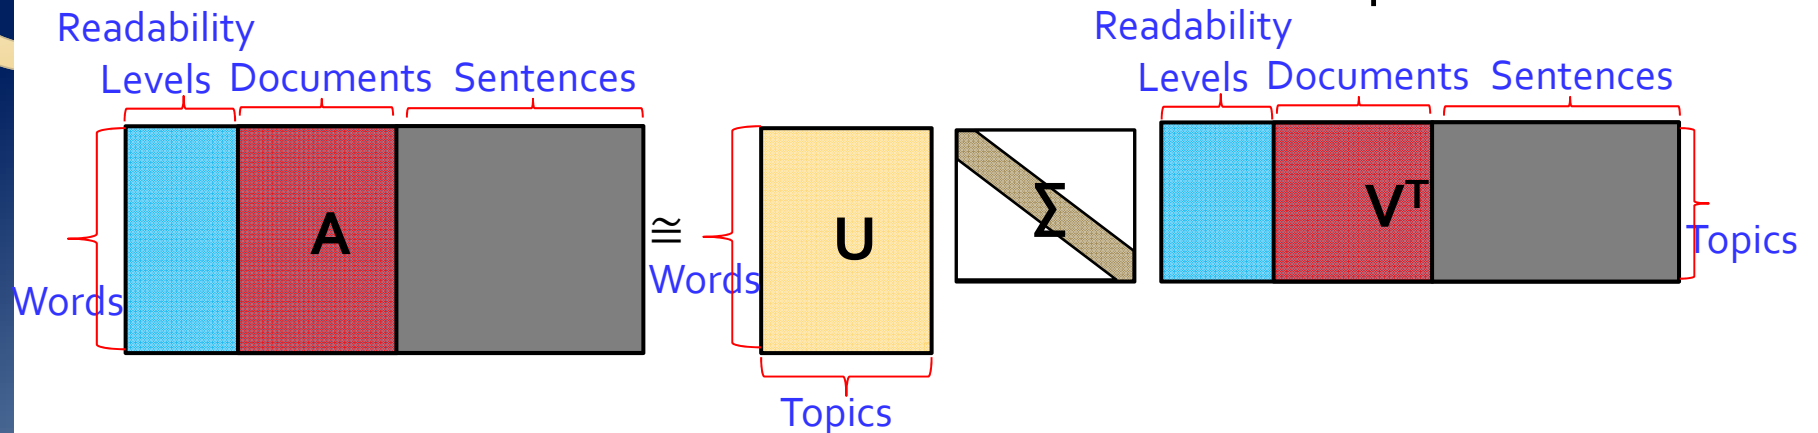 Readability
Levels Documents Sentences
A
Words
≅
Words
U
Topics
Σ
Readability
Levels Documents Sentences
Vᵀ
Topics